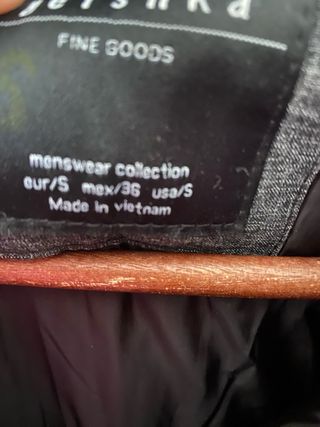 FINE GOODS
menswear collection
eur/S mex/36 usa/S
Made in vietnam